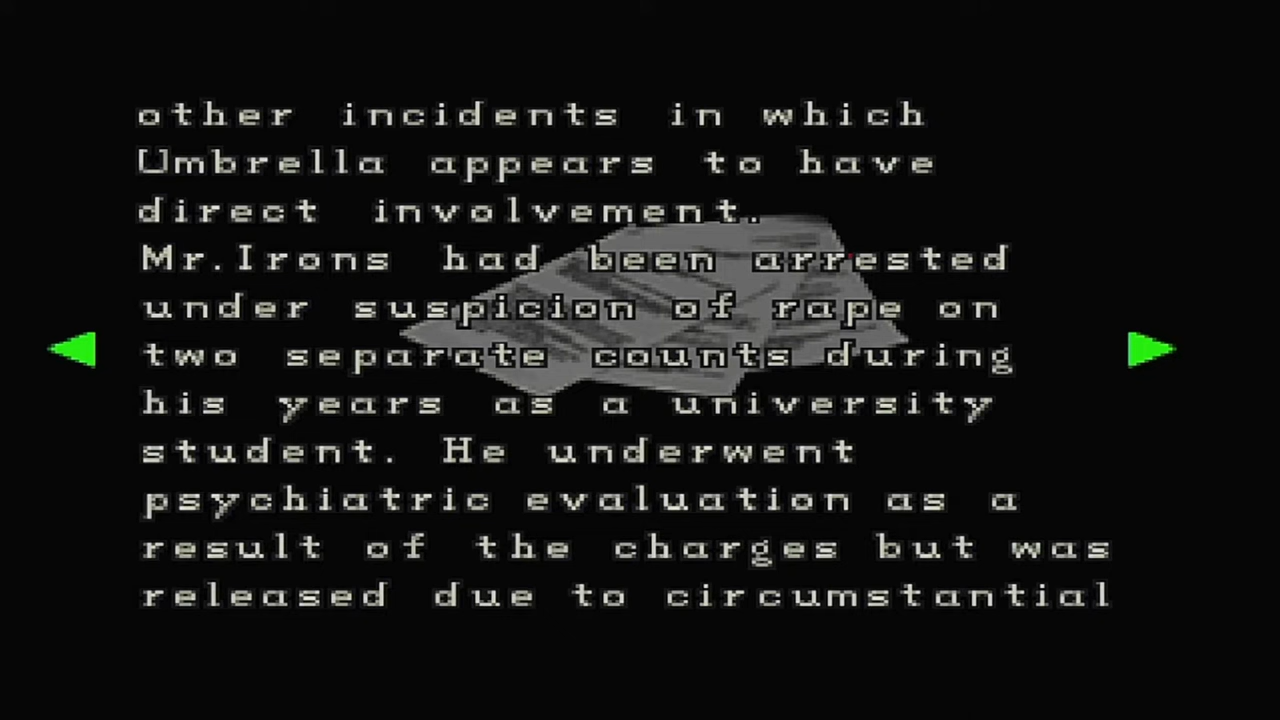 other incidents in which
Umbrella appears to have
direct involvement.
Mr.Irons had been arrested
under suspicion of rape on
two separate counts during
his years as a university
student. He underwent
psychiatric evaluation as a
result of the charges but was
released due to circumstantial